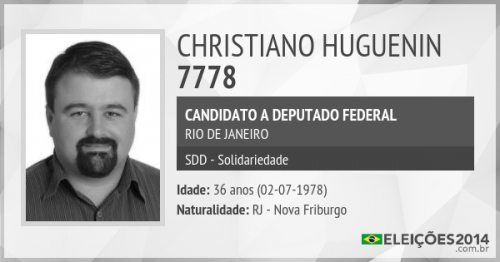 CHRISTIANO HUGUENIN
7778
CANDIDATO A DEPUTADO FEDERAL
RIO DE JANEIRO
SDD - Solidariedade
Idade: 36 anos (02-07-1978)
Naturalidade: RJ - Nova Friburgo
ELEIÇÕES2014
.com.br